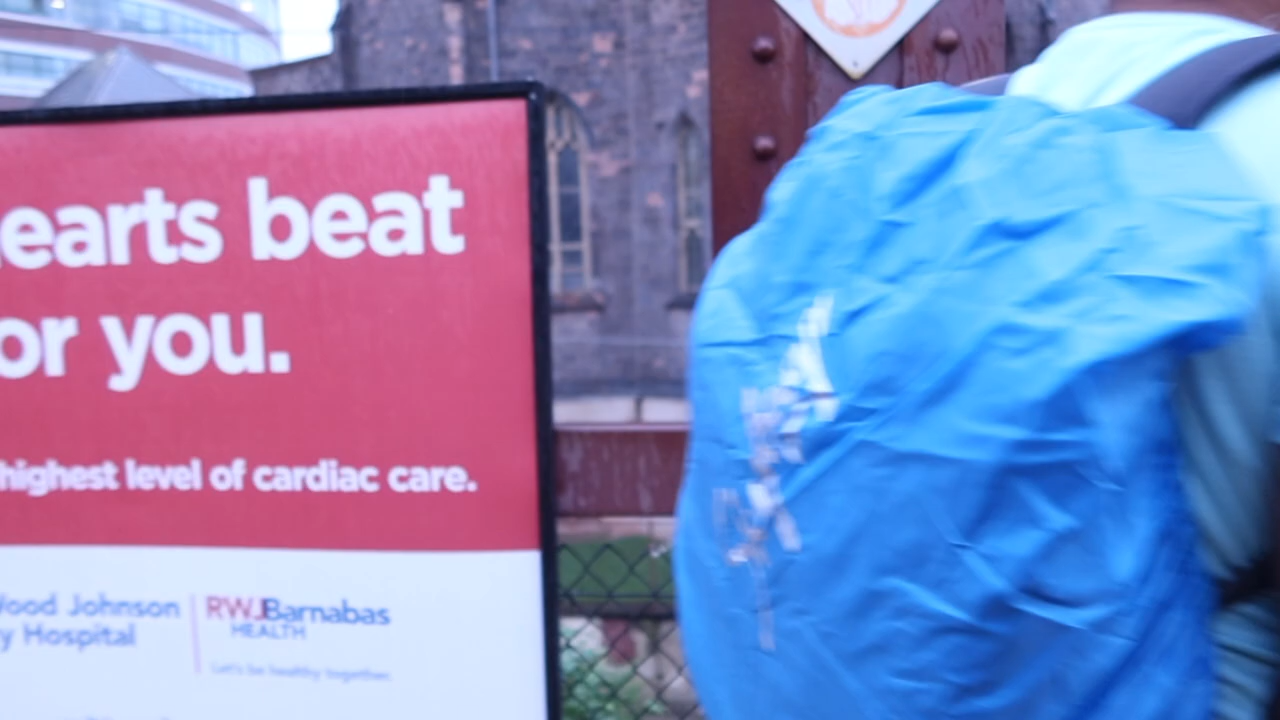 earts beat
or you.
highest level of cardiac care.
Wood Johnson
y Hospital
RWJBarnabas
HEALTH
Let's be healthy together.